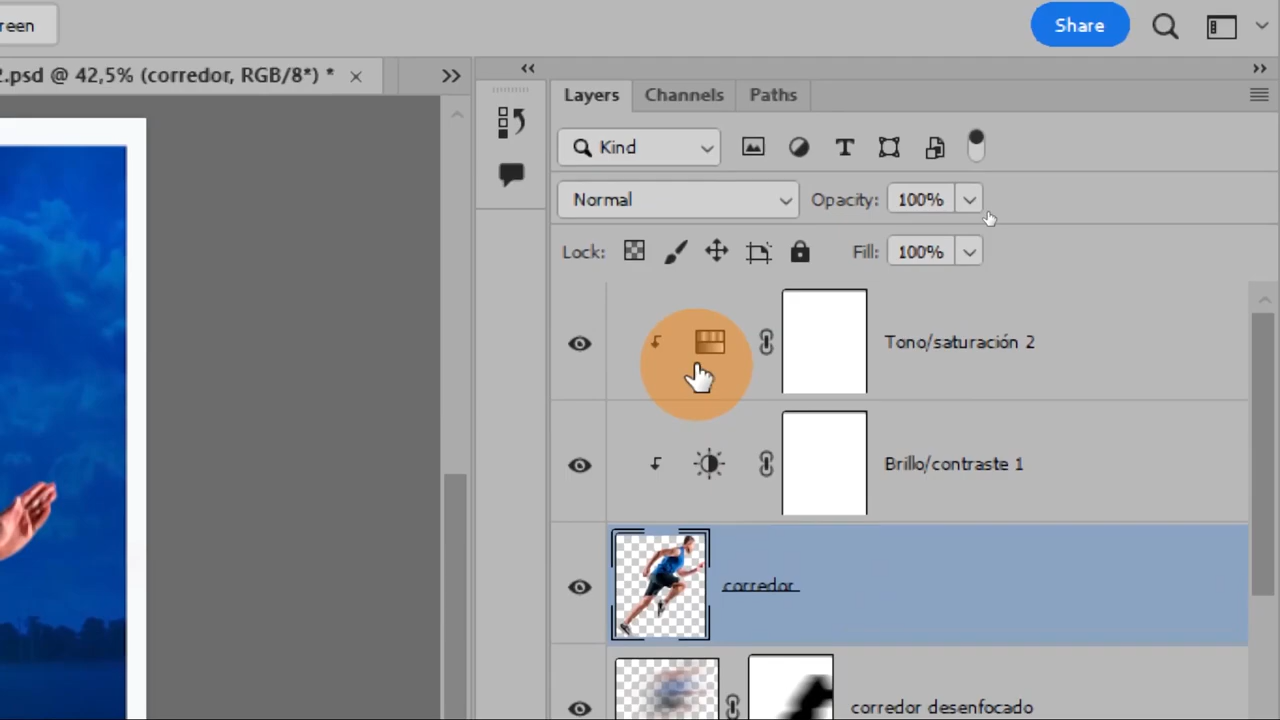 reen
Share
2.psd @ 42,5% (corredor, RGB/8*) *
Layers
Channels
Paths
Kind
Normal
Opacity: 100%
Lock:
Fill: 100%
Tono/saturación 2
Brillo/contraste 1
corredor
corredor desenfocado